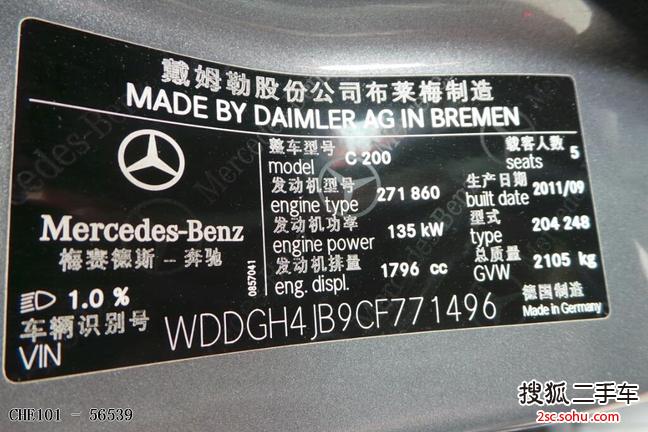 戴姆勒股份公司布莱梅制造
MADE BY DAIMLER AG IN BREMEN
Mercedes-Benz
梅赛德斯 – 奔驰
1.0 %
0857041
整车型号 C 200 载客人数 5
model seats
发动机型号 271 860 生产日期 2011/09
engine type built date
发动机功率 135 kW 型式 204 248
engine power type
发动机排量 1796 cc 总质量 2105 kg
eng. displ. GVW
德国制造
Made in Germany
车辆识别号 WDDGH4JB9CF771496
VIN
CHE101 - 56539
搜狐二手车
2sc.sohu.com